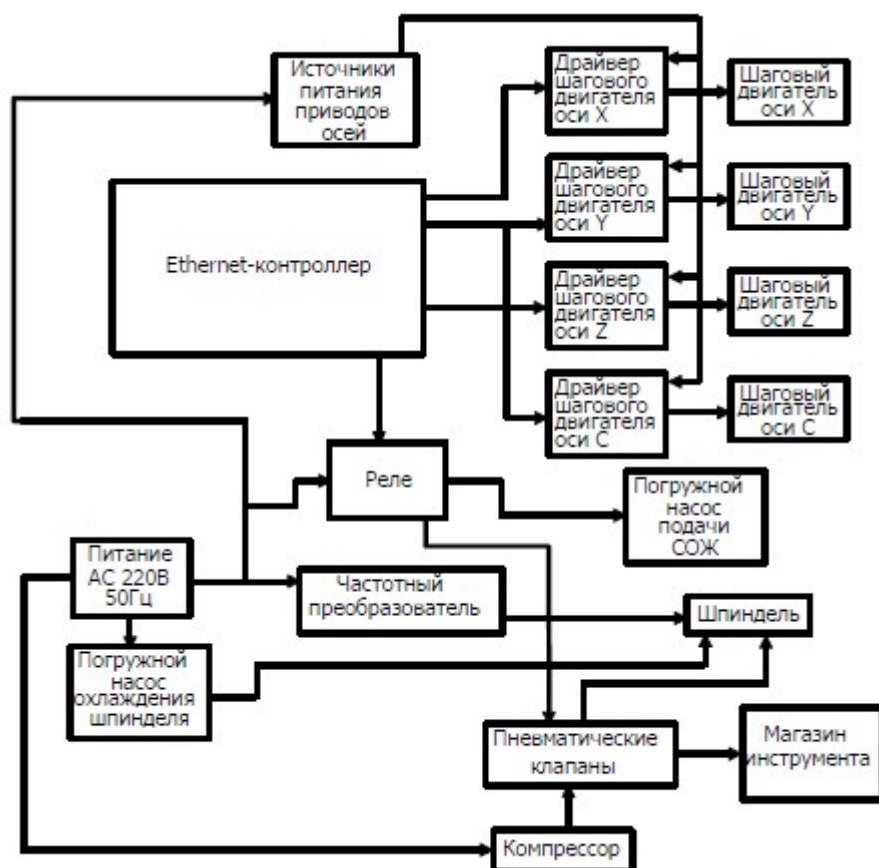 Источники
питания
приводов
осей
Драйвер
шагового
двигателя
оси X
Шаговый
двигатель
оси X
Драйвер
шагового
двигателя
оси Y
Шаговый
двигатель
оси Y
Ethernet-контроллер
Драйвер
шагового
двигателя
оси Z
Шаговый
двигатель
оси Z
Драйвер
шагового
двигателя
оси C
Шаговый
двигатель
оси C
Реле
Погружной
насос
подачи
СОЖ
Питание
AC 220В
50Гц
Частотный
преобразователь
Шпиндель
Погружной
насос
охлаждения
шпинделя
Пневматические
клапаны
Магазин
инструмента
Компрессор